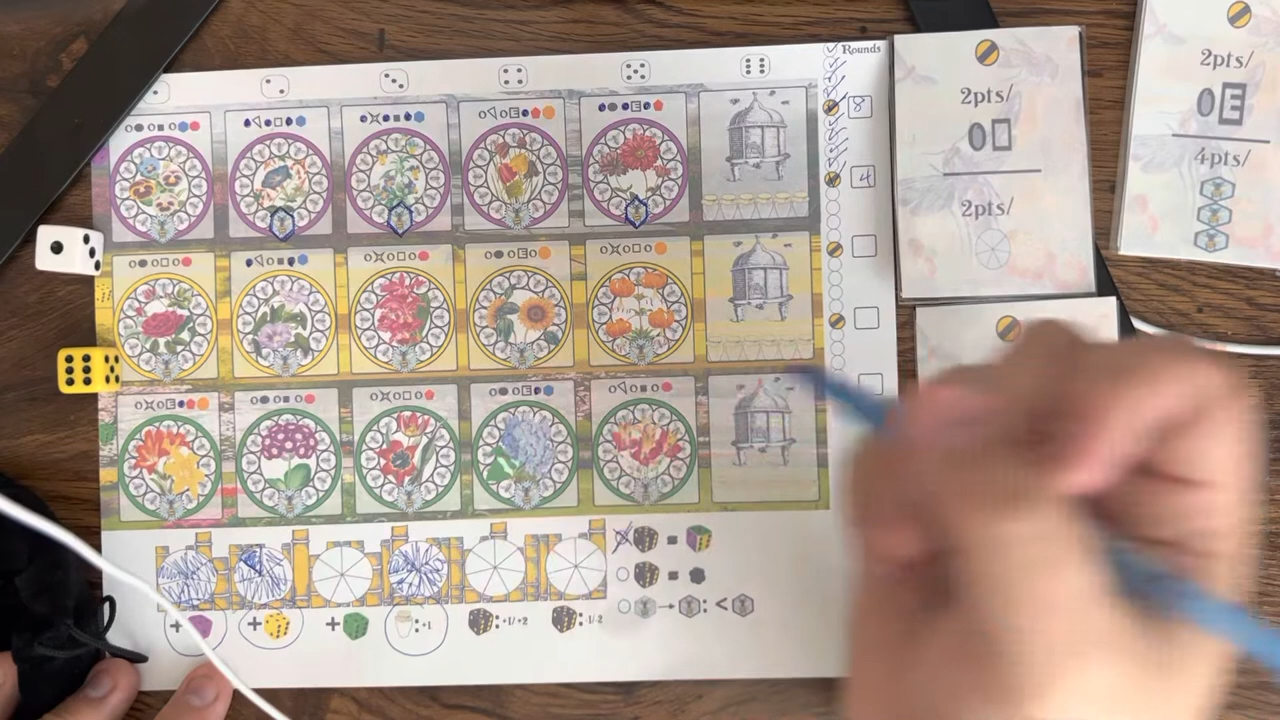 Rounds
8
4
2pts/
2pts/
2pts/
E
4pts/
+
+
+
:+1
:+1/+2
:-1/-2
=
=
→ : <